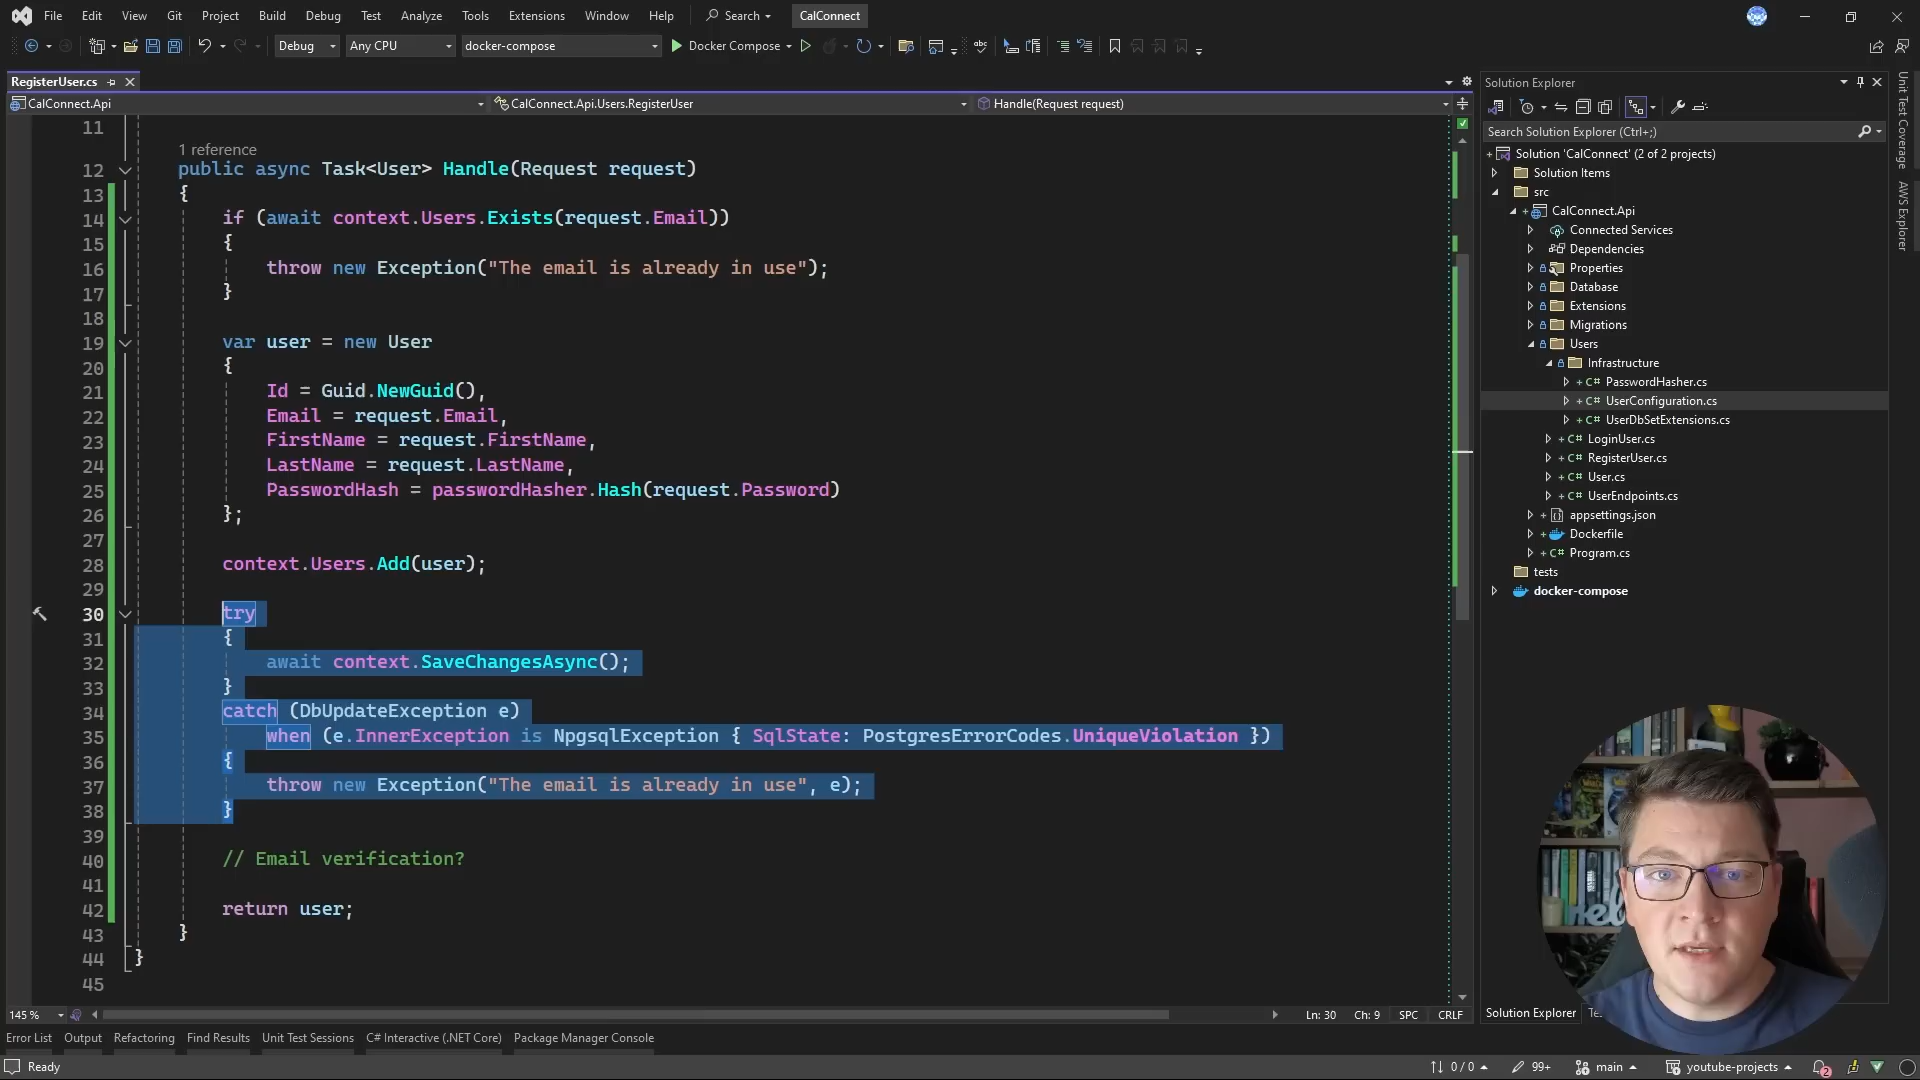 File Edit View Git Project Build Debug Test Analyze Tools Extensions Window Help Search CalConnect
Debug Any CPU docker-compose Docker Compose
RegisterUser.cs
CalConnect.Api CalConnect.Api.Users.RegisterUser Handle(Request request)
11
1 reference
12 public async Task<User> Handle(Request request)
13 {
14 if (await context.Users.Exists(request.Email))
15 {
16 throw new Exception("The email is already in use");
17 }
18
19 var user = new User
20 {
21 Id = Guid.NewGuid(),
22 Email = request.Email,
23 FirstName = request.FirstName,
24 LastName = request.LastName,
25 PasswordHash = passwordHasher.Hash(request.Password)
26 };
27
28 context.Users.Add(user);
29
30 try
31 {
32 await context.SaveChangesAsync();
33 }
34 catch (DbUpdateException e)
35 when (e.InnerException is NpgsqlException { SqlState: PostgresErrorCodes.UniqueViolation })
36 {
37 throw new Exception("The email is already in use", e);
38 }
39
40 // Email verification?
41
42 return user;
43 }
44 }
45
145 % Ln: 30 Ch: 9 SPC CRLF
Error List Output Refactoring Find Results Unit Test Sessions C# Interactive (.NET Core) Package Manager Console
Ready 0 / 0 99+ main youtube-projects 2
Solution Explorer
Search Solution Explorer (Ctrl+;)
Solution 'CalConnect' (2 of 2 projects)
Solution Items
src
CalConnect.Api
Connected Services
Dependencies
Properties
Database
Extensions
Migrations
Users
Infrastructure
C# PasswordHasher.cs
C# UserConfiguration.cs
C# UserDbSetExtensions.cs
C# LoginUser.cs
C# RegisterUser.cs
C# User.cs
C# UserEndpoints.cs
appsettings.json
Dockerfile
C# Program.cs
tests
docker-compose
Solution Explorer
Unit Test Coverage
AWS Explorer